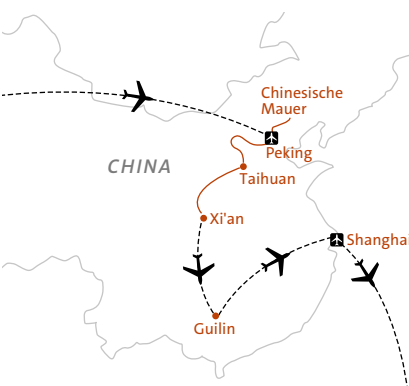 Chinesische
Mauer
Peking
CHINA
Taihuan
Xi'an
Shanghai
Guilin